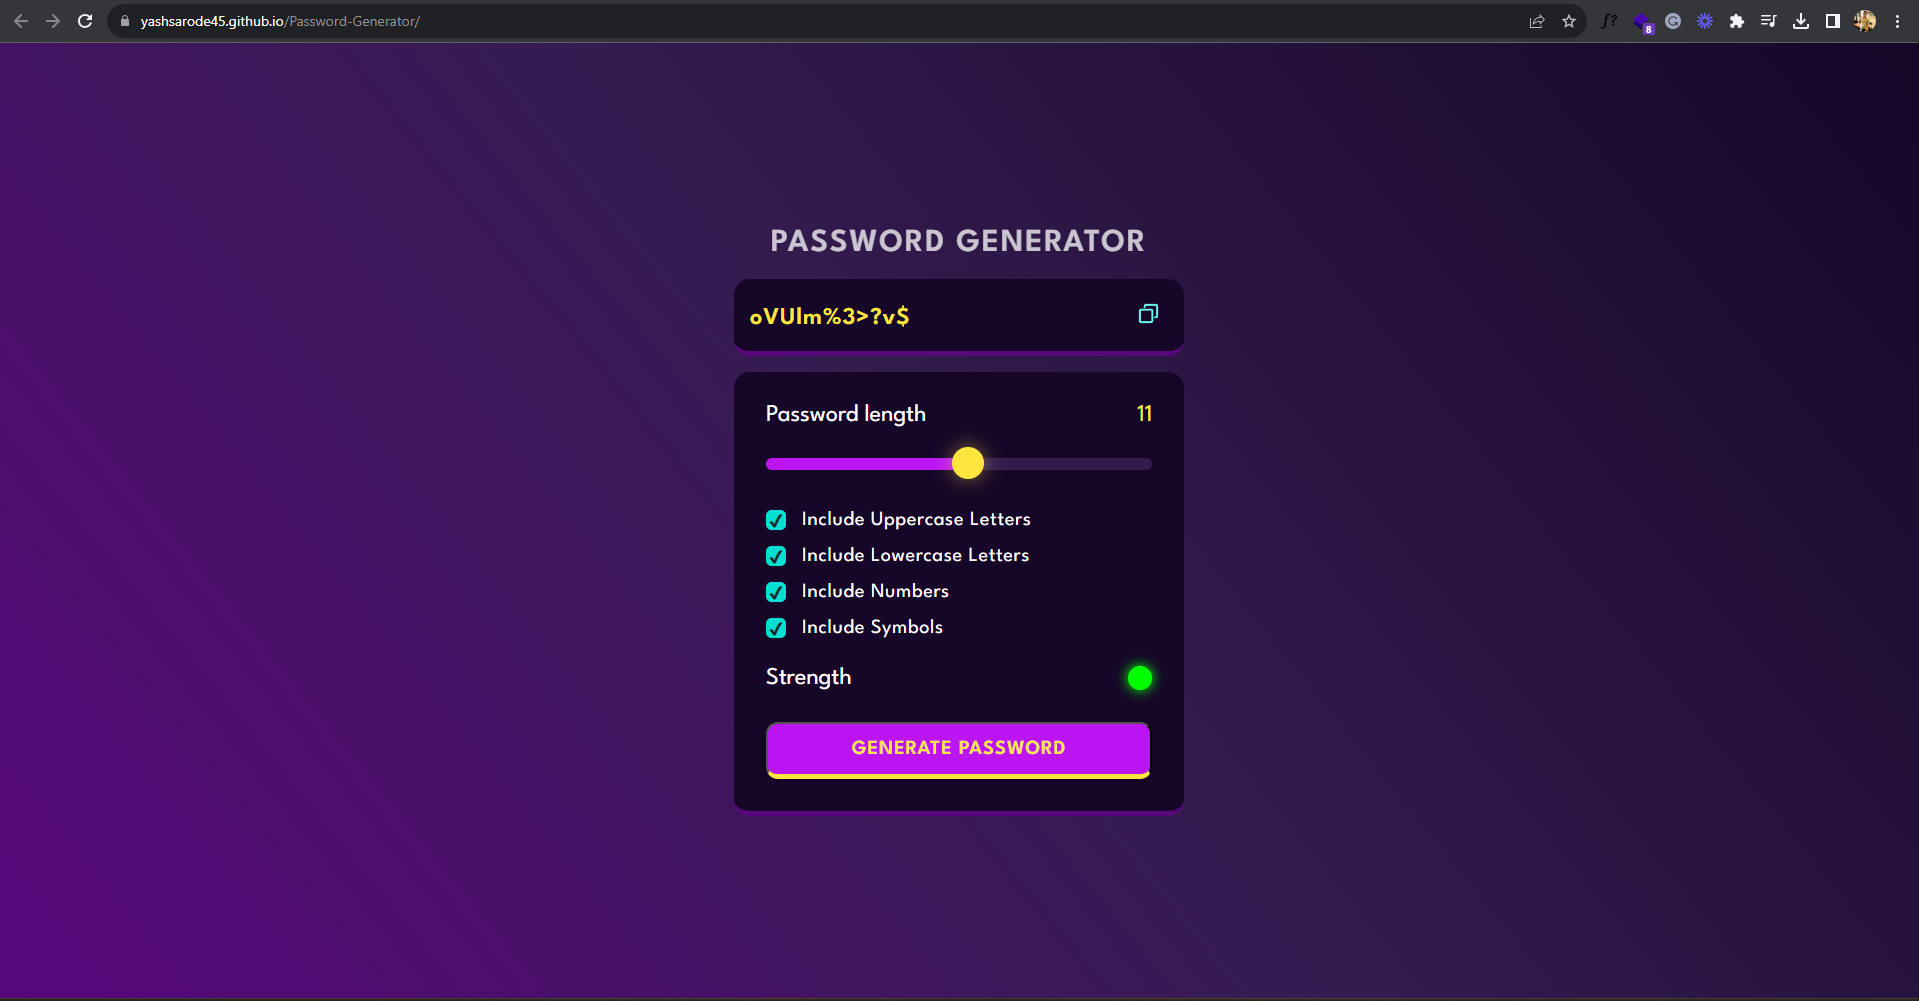 yashsarode45.github.io/Password-Generator/
f?
8
PASSWORD GENERATOR
oVUlm%3>?v$
Password length 11
Include Uppercase Letters
Include Lowercase Letters
Include Numbers
Include Symbols
Strength
GENERATE PASSWORD